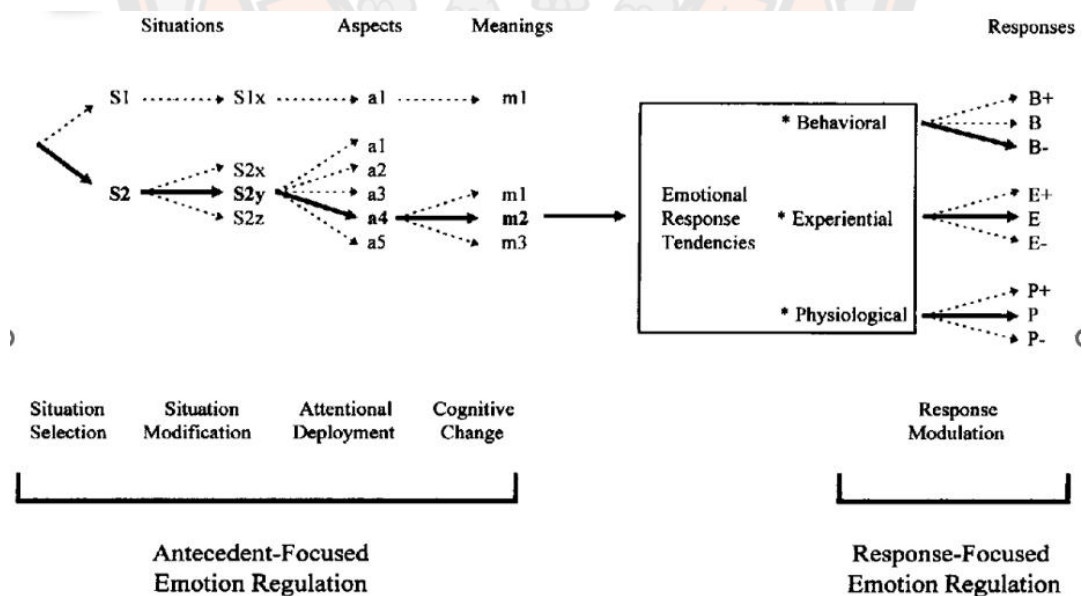 Situations Aspects Meanings Responses
S1 S1x a1 m1
B+
* Behavioral B
B-
a1
S2x a2
S2 S2y a3 m1 Emotional E+
S2z a4 m2 Response * Experiential E
a5 m3 Tendencies E-
P+
* Physiological P
P-
Situation Situation Attentional Cognitive Response
Selection Modification Deployment Change Modulation
Antecedent-Focused Response-Focused
Emotion Regulation Emotion Regulation